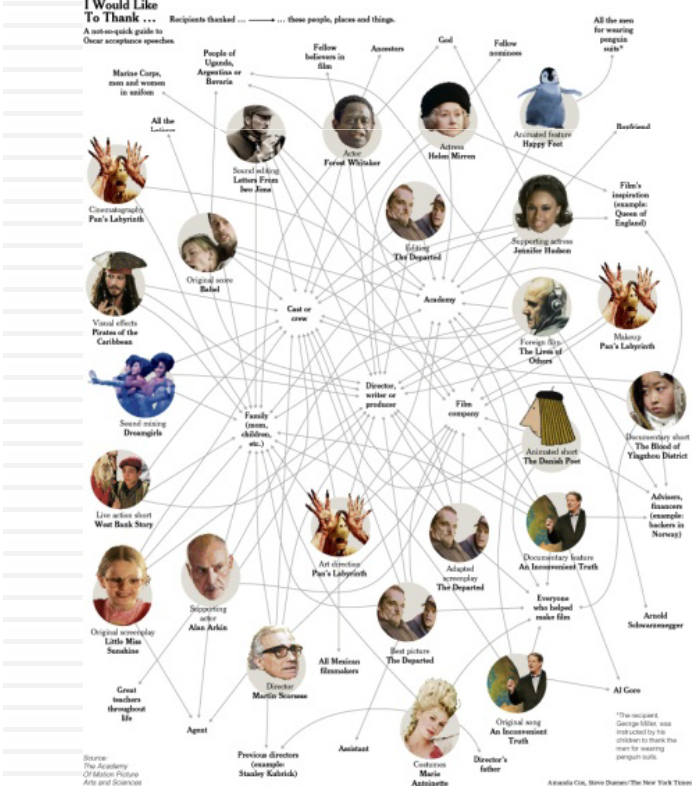 I Would Like
To Thank ...
Recipients thanked ... ... these people, places and things.
A not-so-quick guide to
Oscar acceptance speeches.
All the men
for wearing
penguin
suits*
God
Fellow
nominees
Fellow
believers in
film
Ancestors
People of
Uganda,
Argentina or
Bavaria
Marine Corps,
men and women
in uniform
All the
Boyfriend
Animated feature
Happy Feet
Actor
Forest Whitaker
Actress
Helen Mirren
Sound editing
Letters From
Iwo Jima
Film's
inspiration
(example:
Queen of
England)
Cinematography
Pan's Labyrinth
Editing
The Departed
Supporting actress
Jennifer Hudson
Original score
Babel
Cast or
crew
Academy
Visual effects
Pirates of the
Caribbean
Foreign film
The Lives of
Others
Makeup
Pan's Labyrinth
Director,
writer or
producer
Film
company
Family
(mom,
children,
etc.)
Sound mixing
Dreamgirls
Animated short
The Danish Poet
Documentary short
The Blood of
Yingzhou District
Live action short
West Bank Story
Advisers,
financers
(example:
backers in
Norway)
Art direction
Pan's Labyrinth
Adapted
screenplay
The Departed
Documentary feature
An Inconvenient Truth
Original screenplay
Little Miss
Sunshine
Supporting
actor
Alan Arkin
Everyone
who helped
make film
Arnold
Schwarzenegger
Best picture
The Departed
All Mexican
filmmakers
Director
Martin Scorsese
Great
teachers
throughout
life
Agent
Al Gore
Original song
An Inconvenient
Truth
*The recipient,
George Miller, was
instructed by his
children to thank the
men for wearing
penguin suits.
Previous directors
(example:
Stanley Kubrick)
Assistant
Costumes
Marie
Antoinette
Director's
father
Source:
The Academy
Of Motion Picture
Arts and Sciences
Amanda Cox, Steve Duenes/The New York Times